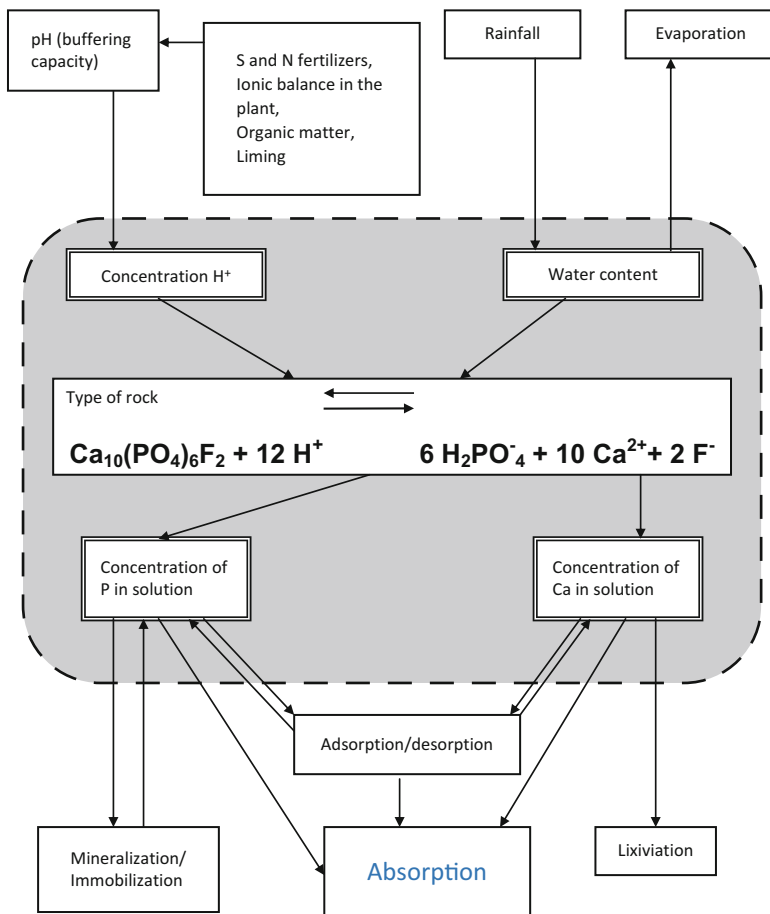 pH (buffering
capacity)
S and N fertilizers,
Ionic balance in the
plant,
Organic matter,
Liming
Rainfall
Evaporation
Concentration H⁺
Water content
Type of rock
Ca₁₀(PO₄)₆F₂ + 12 H⁺ 6 H₂PO⁻₄ + 10 Ca²⁺ + 2 F⁻
Concentration of
P in solution
Concentration of
Ca in solution
Adsorption/desorption
Mineralization/
Immobilization
Absorption
Lixiviation